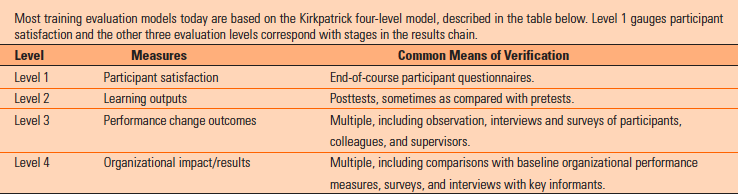 Most training evaluation models today are based on the Kirkpatrick four-level model, described in the table below. Level 1 gauges participant
satisfaction and the other three evaluation levels correspond with stages in the results chain.
Level Measures Common Means of Verification
Level 1 Participant satisfaction End-of-course participant questionnaires.
Level 2 Learning outputs Posttests, sometimes as compared with pretests.
Level 3 Performance change outcomes Multiple, including observation, interviews and surveys of participants,
colleagues, and supervisors.
Level 4 Organizational impact/results Multiple, including comparisons with baseline organizational performance
measures, surveys, and interviews with key informants.